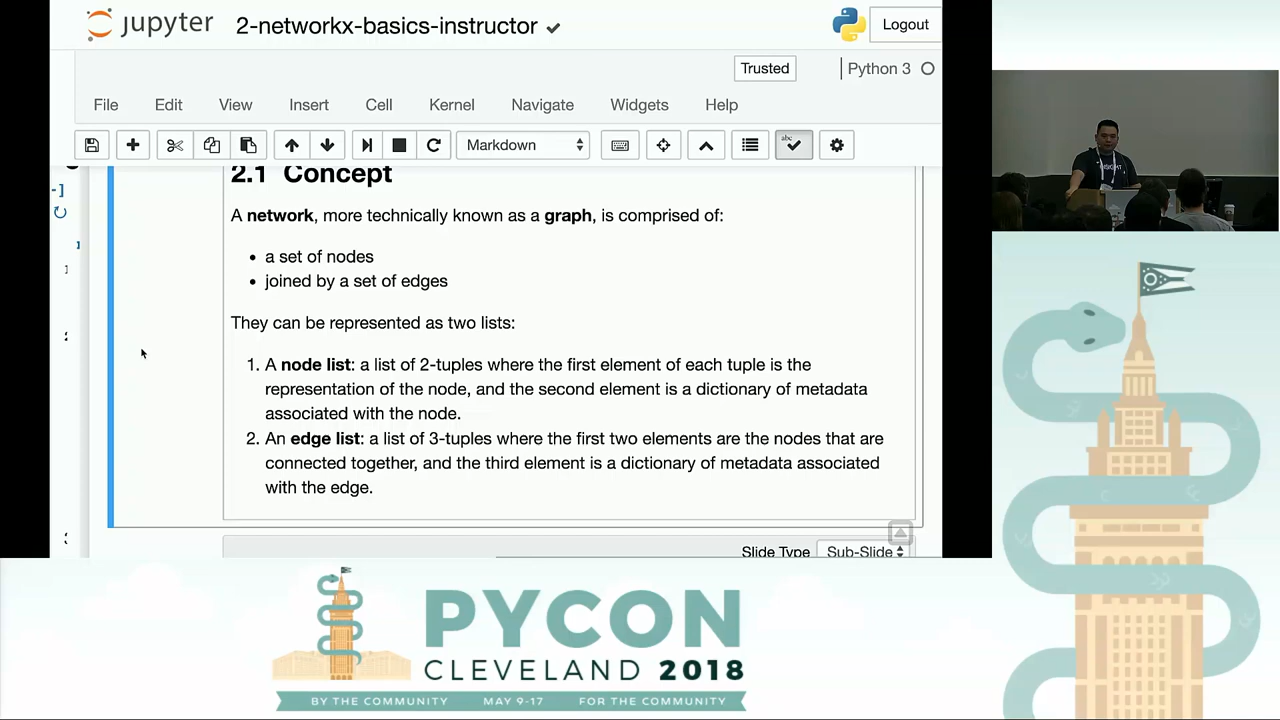 jupyter 2-networkx-basics-instructor Logout
Trusted Python 3
File Edit View Insert Cell Kernel Navigate Widgets Help
Markdown
2.1 Concept
A network, more technically known as a graph, is comprised of:
• a set of nodes
• joined by a set of edges
They can be represented as two lists:
1. A node list: a list of 2-tuples where the first element of each tuple is the
representation of the node, and the second element is a dictionary of metadata
associated with the node.
2. An edge list: a list of 3-tuples where the first two elements are the nodes that are
connected together, and the third element is a dictionary of metadata associated
with the edge.
Slide Type Sub-Slide
PYCON
CLEVELAND 2018
BY THE COMMUNITY MAY 9-17 FOR THE COMMUNITY